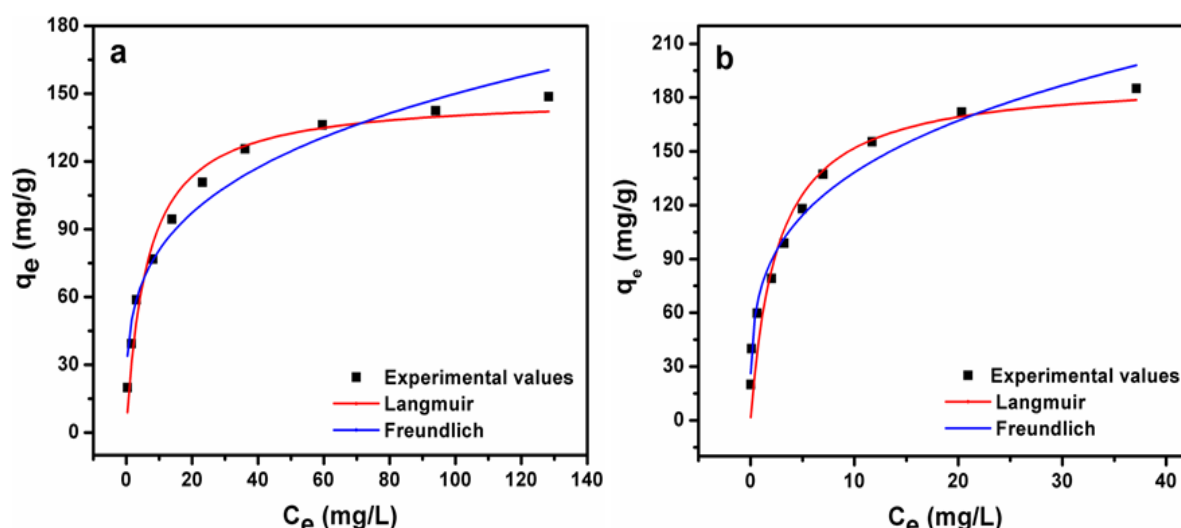 a
180
150
120
90
60
30
0
qe (mg/g)
Experimental values
Langmuir
Freundlich
0 20 40 60 80 100 120 140
Ce (mg/L)
b
210
180
150
120
90
60
30
0
qe (mg/g)
Experimental values
Langmuir
Freundlich
0 10 20 30 40
Ce (mg/L)